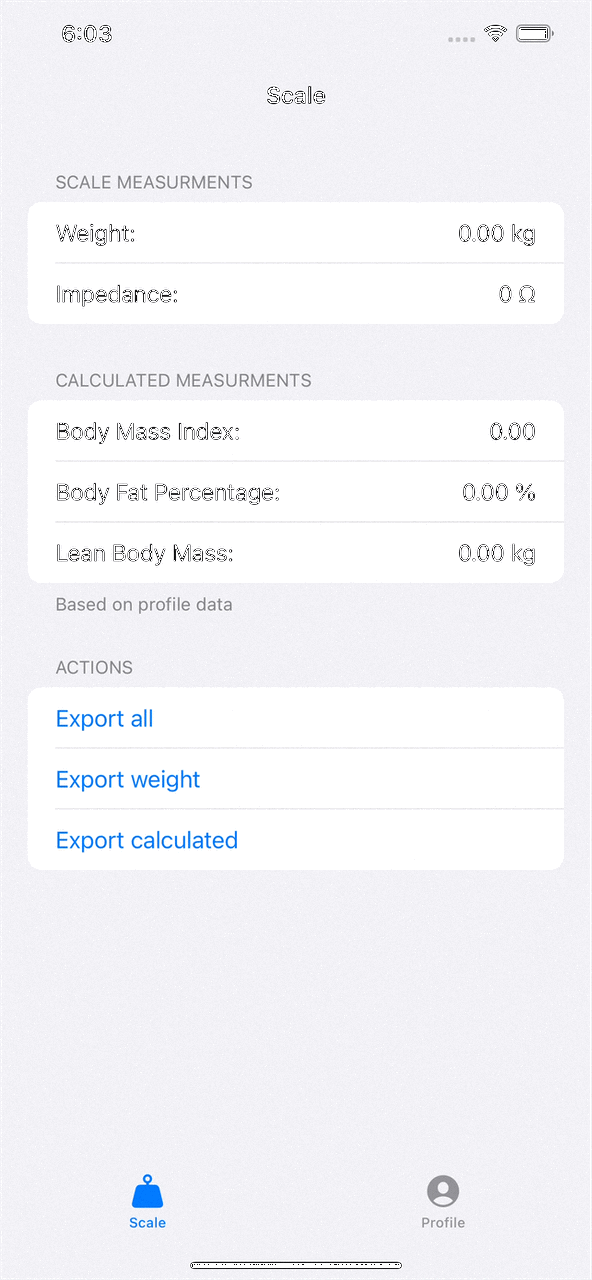 6:03
Scale
SCALE MEASURMENTS
Weight: 0.00 kg
Impedance: 0 Ω
CALCULATED MEASURMENTS
Body Mass Index: 0.00
Body Fat Percentage: 0.00 %
Lean Body Mass: 0.00 kg
Based on profile data
ACTIONS
Export all
Export weight
Export calculated
Scale Profile